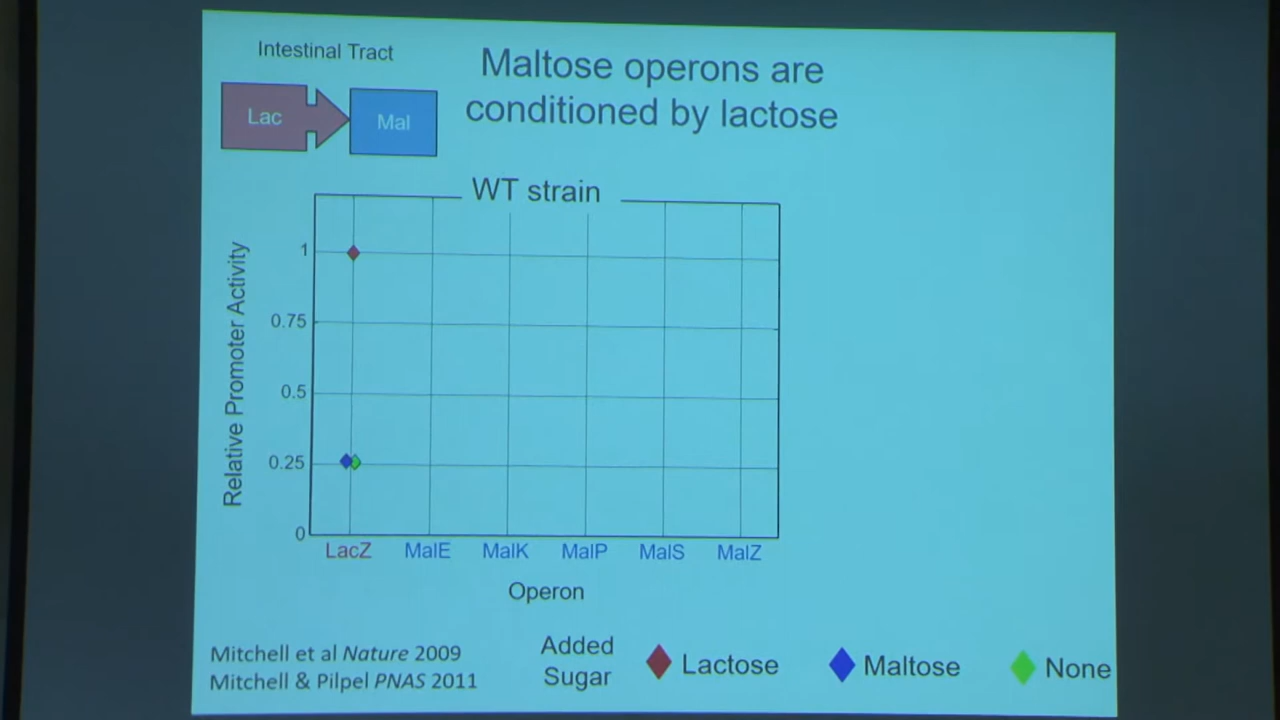 Intestinal Tract
Lac
Mal
Maltose operons are
conditioned by lactose
WT strain
Relative Promoter Activity
1
0.75
0.5
0.25
0
LacZ MalE MalK MalP MalS MalZ
Operon
Mitchell et al Nature 2009
Mitchell & Pilpel PNAS 2011
Added
Sugar
Lactose
Maltose
None